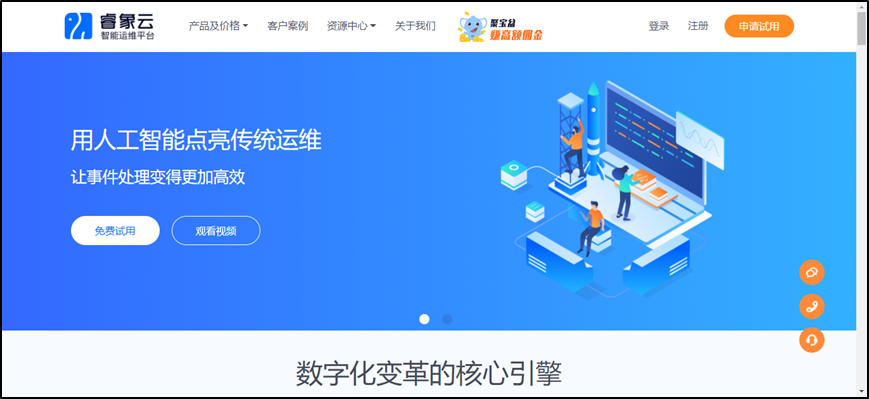 睿象云
智能运维平台
产品及价格
客户案例
资源中心
关于我们
聚宝盆
赚高额佣金
登录
注册
申请试用
用人工智能点亮传统运维
让事件处理变得更加高效
免费试用
观看视频
数字化变革的核心引擎